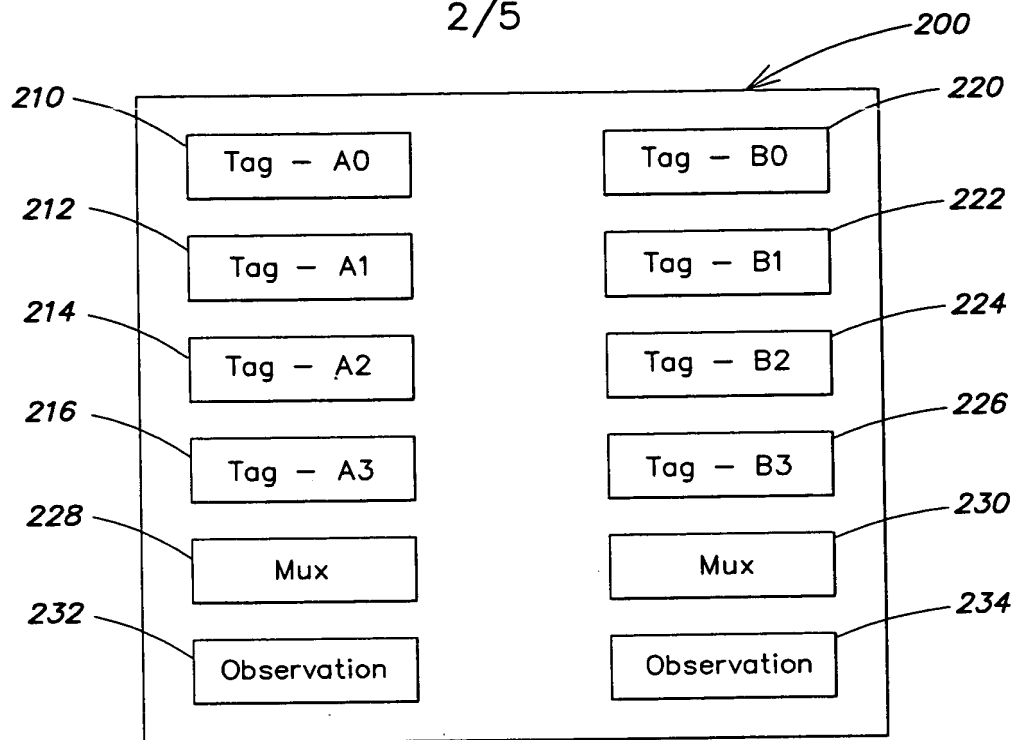 2/5
200
210
Tag - A0
Tag - B0
220
212
Tag - A1
Tag - B1
222
214
Tag - A2
Tag - B2
224
216
Tag - A3
Tag - B3
226
228
Mux
Mux
230
232
Observation
Observation
234